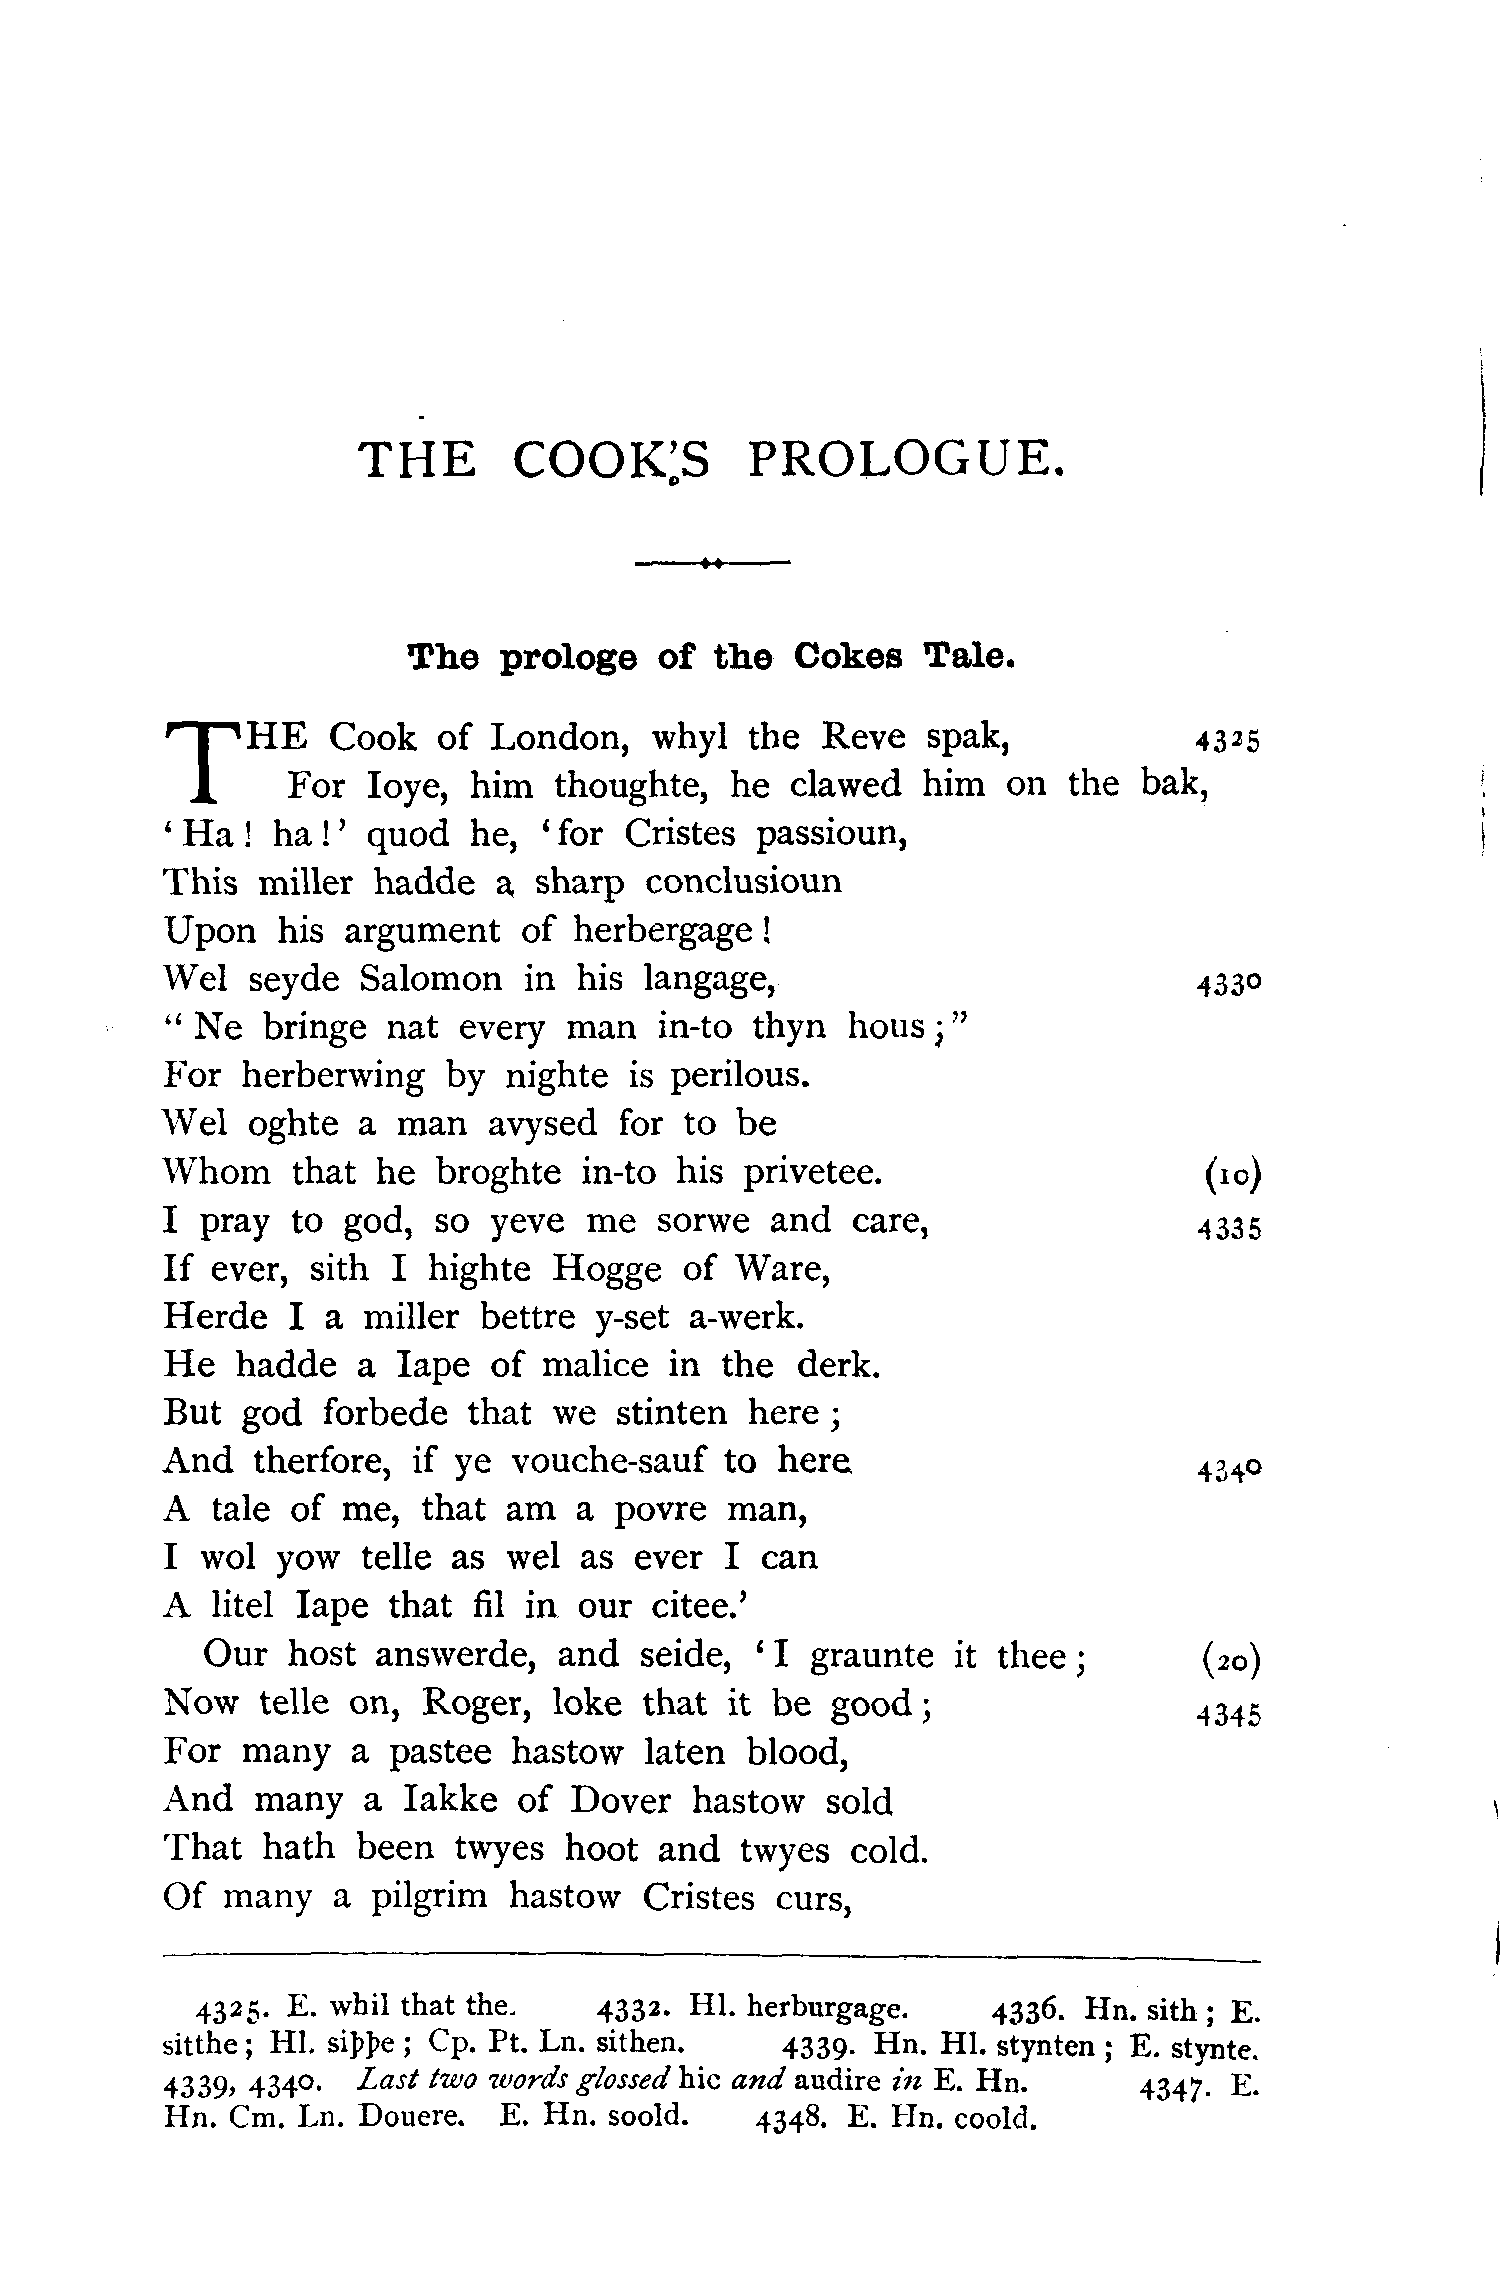 THE COOK'S PROLOGUE.
The prologe of the Cokes Tale.
THE Cook of London, whyl the Reve spak, 4325
For Ioye, him thoughte, he clawed him on the bak,
‘Ha! ha!’ quod he, ‘for Cristes passioun,
This miller hadde a sharp conclusioun
Upon his argument of herbergage!
Wel seyde Salomon in his langage, 4330
“Ne bringe nat every man in-to thyn hous;”
For herberwing by nighte is perilous.
Wel oghte a man avysed for to be
Whom that he broghte in-to his privetee. (10)
I pray to god, so yeve me sorwe and care, 4335
If ever, sith I highte Hogge of Ware,
Herde I a miller bettre y-set a-werk.
He hadde a Iape of malice in the derk.
But god forbede that we stinten here;
And therfore, if ye vouche-sauf to here 4340
A tale of me, that am a povre man,
I wol yow telle as wel as ever I can
A litel Iape that fil in our citee.’
Our host answerde, and seide, ‘I graunte it thee; (20)
Now telle on, Roger, loke that it be good; 4345
For many a pastee hastow laten blood,
And many a Iakke of Dover hastow sold
That hath been twyes hoot and twyes cold.
Of many a pilgrim hastow Cristes curs,
4325. E. whil that the. 4332. Hl. herburgage. 4336. Hn. sith; E.
sitthe; Hl. siþþe; Cp. Pt. Ln. sithen. 4339. Hn. Hl. stynten; E. stynte.
4339, 4340. Last two words glossed hic and audire in E. Hn. 4347. E.
Hn. Cm. Ln. Douere. E. Hn. soold. 4348. E. Hn. coold.